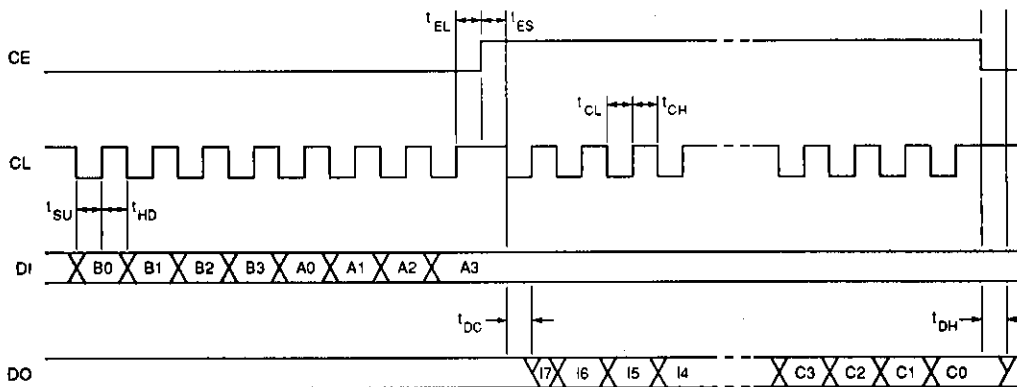 tEL tES
CE
tCL tCH
CL
tSU tHD
DI B0 B1 B2 B3 A0 A1 A2 A3
tDC tDH
DO I7 I6 I5 I4 C3 C2 C1 C0